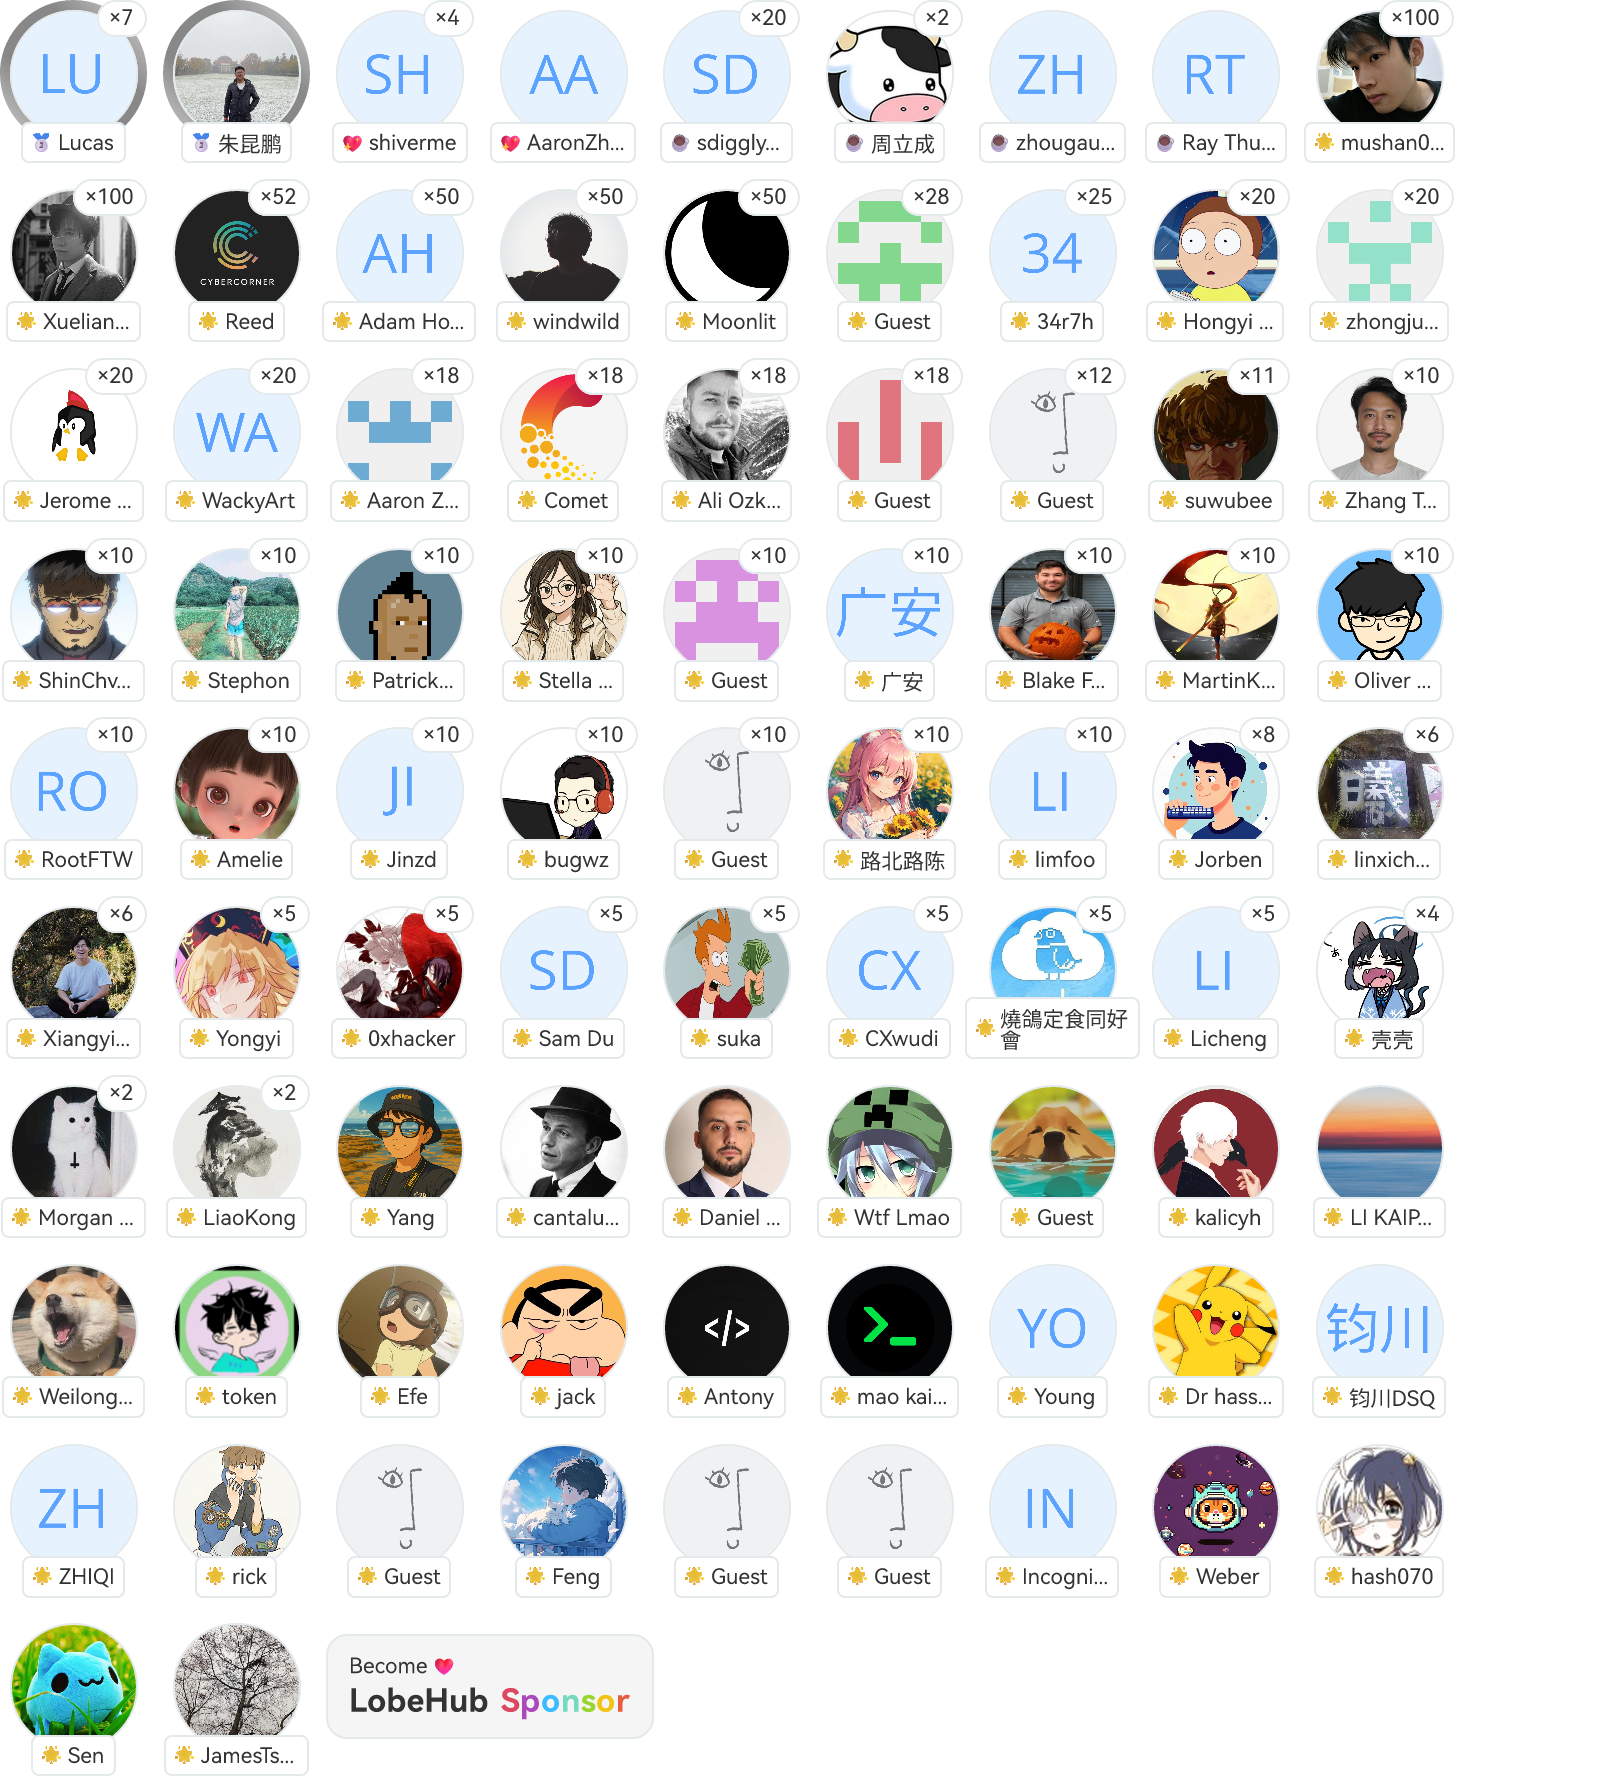 ×7
×4
×20
×2
×100
LU
SH
AA
SD
ZH
RT
Lucas
朱昆鹏
shiverme
AaronZh...
sdiggly...
周立成
zhougau...
Ray Thu...
mushan0...
×100
×52
×50
×50
×50
×28
×25
×20
×20
CYBERCORNER
AH
34
Xuelian...
Reed
Adam Ho...
windwild
Moonlit
Guest
34r7h
Hongyi ...
zhongju...
×20
×20
×18
×18
×18
×18
×12
×11
×10
WA
Jerome ...
WackyArt
Aaron Z...
Comet
Ali Ozk...
Guest
Guest
suwubee
Zhang T...
×10
×10
×10
×10
×10
×10
×10
×10
×10
广安
ShinChv...
Stephon
Patrick...
Stella ...
Guest
广安
Blake F...
MartinK...
Oliver ...
×10
×10
×10
×10
×10
×10
×10
×8
×6
RO
JI
LI
RootFTW
Amelie
Jinzd
bugwz
Guest
路北路陈
limfoo
Jorben
linxich...
×6
×5
×5
×5
×5
×5
×5
×5
×4
SD
CX
LI
Xiangyi...
Yongyi
0xhacker
Sam Du
suka
CXwudi
燒鴿定食同好
會
Licheng
壳壳
×2
×2
Morgan ...
LiaoKong
Yang
cantalu...
Daniel ...
Wtf Lmao
Guest
kalicyh
LI KAIP...
</>
YO
钧川
Weilong...
token
Efe
jack
Antony
mao kai...
Young
Dr hass...
钧川DSQ
ZH
IN
ZHIQI
rick
Guest
Feng
Guest
Guest
Incogni...
Weber
hash070
Sen
JamesTs...
Become
LobeHub Sponsor